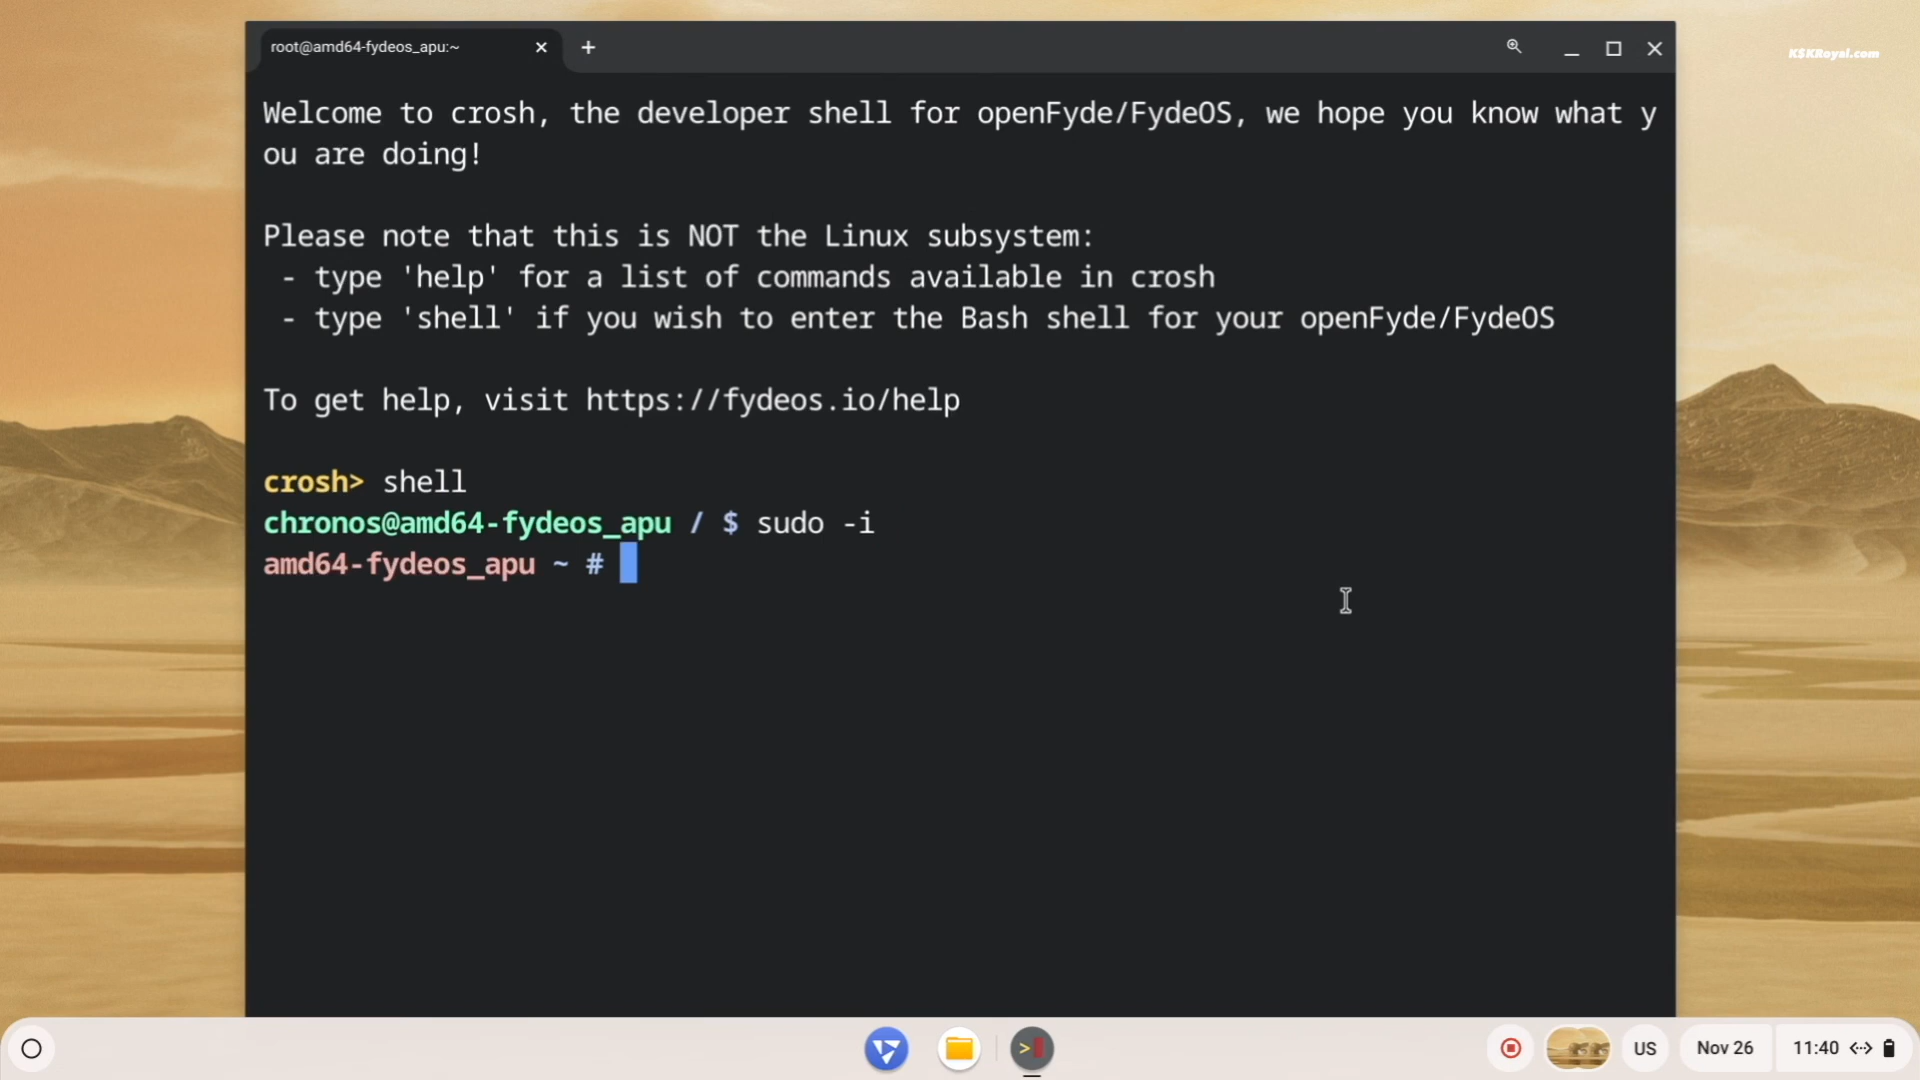 root@amd64-fydeos_apu:~
KSKRoyal.com
Welcome to crosh, the developer shell for openFyde/FydeOS, we hope you know what y
ou are doing!
Please note that this is NOT the Linux subsystem:
- type 'help' for a list of commands available in crosh
- type 'shell' if you wish to enter the Bash shell for your openFyde/FydeOS
To get help, visit https://fydeos.io/help
crosh> shell
chronos@amd64-fydeos_apu / $ sudo -i
amd64-fydeos_apu ~ #
US Nov 26 11:40